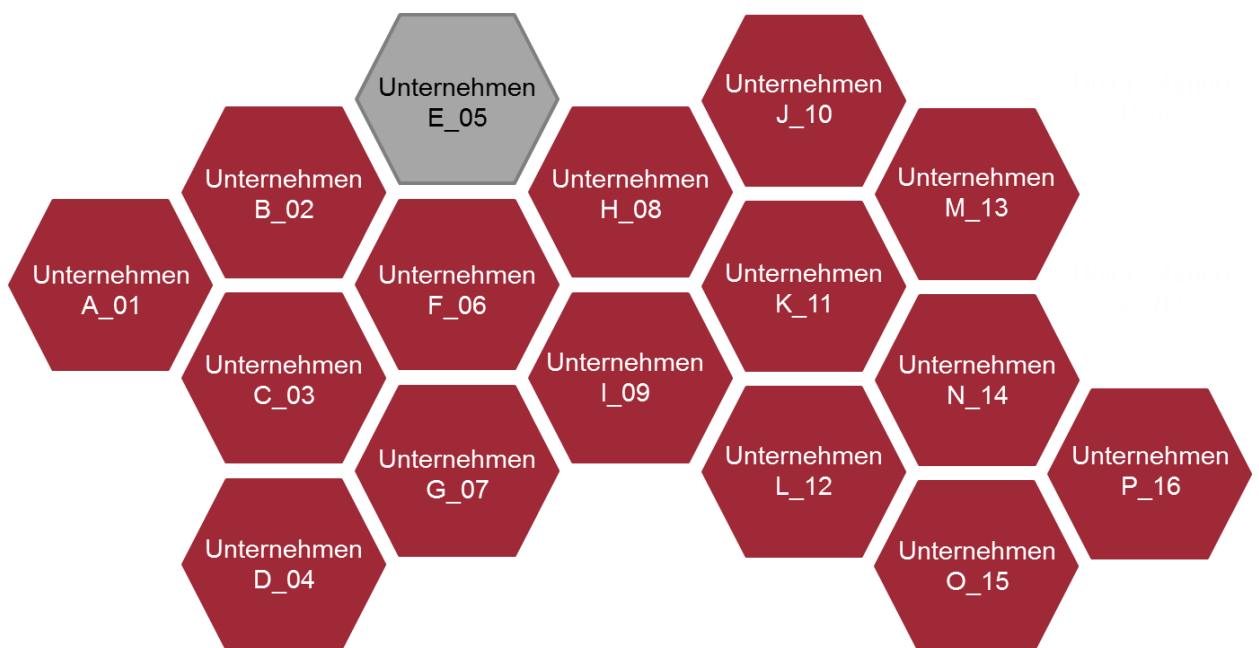 Unternehmen
A_01
Unternehmen
B_02
Unternehmen
C_03
Unternehmen
D_04
Unternehmen
E_05
Unternehmen
F_06
Unternehmen
G_07
Unternehmen
H_08
Unternehmen
I_09
Unternehmen
J_10
Unternehmen
K_11
Unternehmen
L_12
Unternehmen
M_13
Unternehmen
N_14
Unternehmen
O_15
Unternehmen
P_16